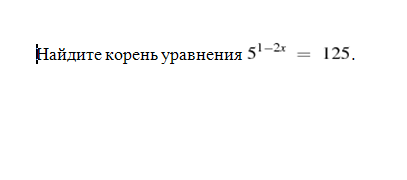 Найдите корень уравнения 5^{1−2x} = 125.